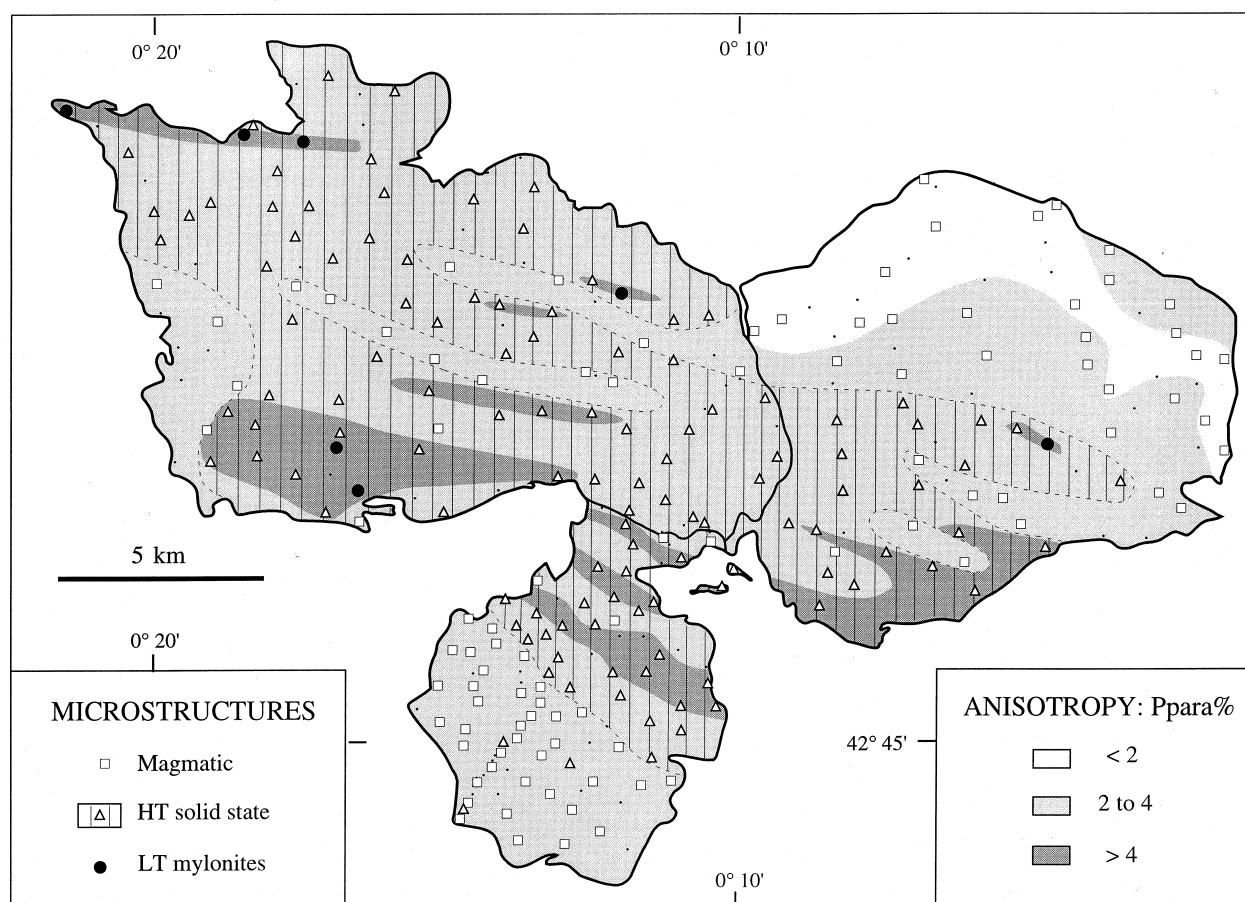 0° 20'
0° 10'
5 km
0° 20'
MICROSTRUCTURES
Magmatic
HT solid state
LT mylonites
42° 45'
ANISOTROPY: Ppara%
< 2
2 to 4
> 4
0° 10'